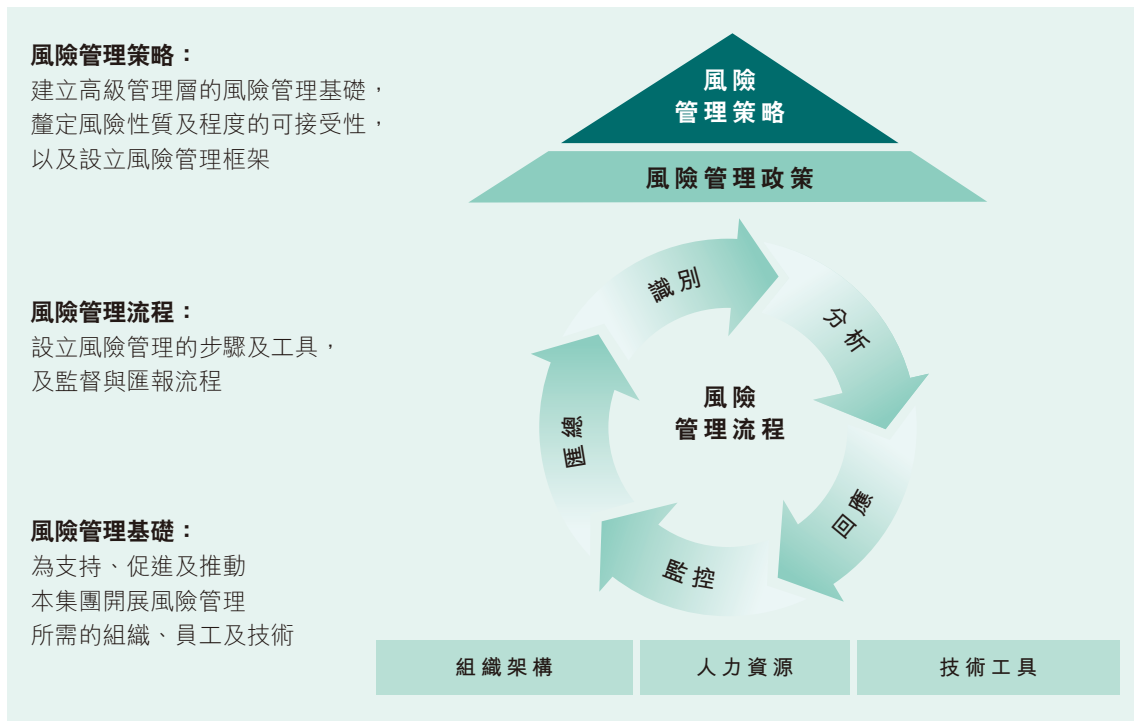 風險管理策略：
建立高級管理層的風險管理基礎，
釐定風險性質及程度的可接受性，
以及設立風險管理框架
風險
管理策略
風險管理政策
風險管理流程：
設立風險管理的步驟及工具，
及監督與匯報流程
識別
分析
回應
監控
匯總
風險
管理流程
風險管理基礎：
為支持、促進及推動
本集團開展風險管理
所需的組織、員工及技術
組織架構
人力資源
技術工具